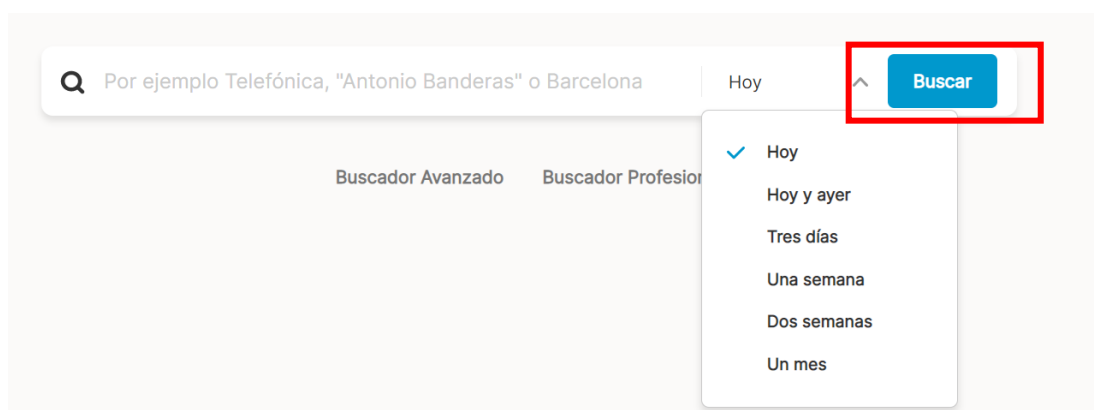 Por ejemplo Telefónica, "Antonio Banderas" o Barcelona
Hoy
Buscar
Buscador Avanzado
Buscador Profesion
Hoy
Hoy y ayer
Tres días
Una semana
Dos semanas
Un mes